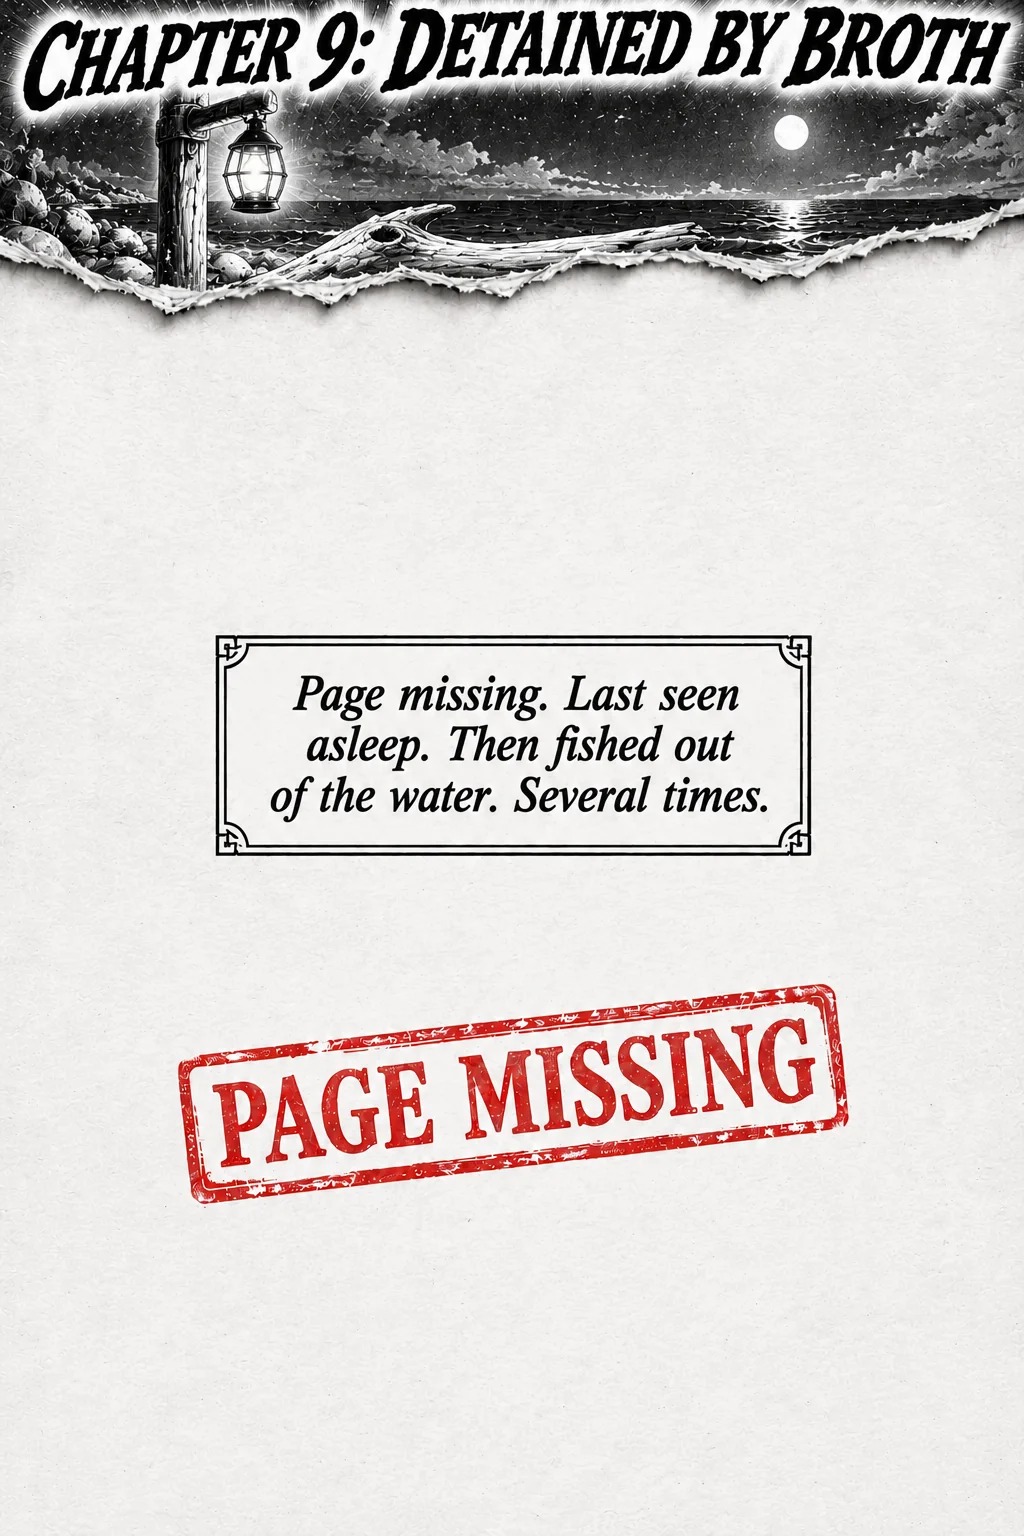 CHAPTER 9: DETAINED BY BROTH
Page missing. Last seen
asleep. Then fished out
of the water. Several times.
PAGE MISSING